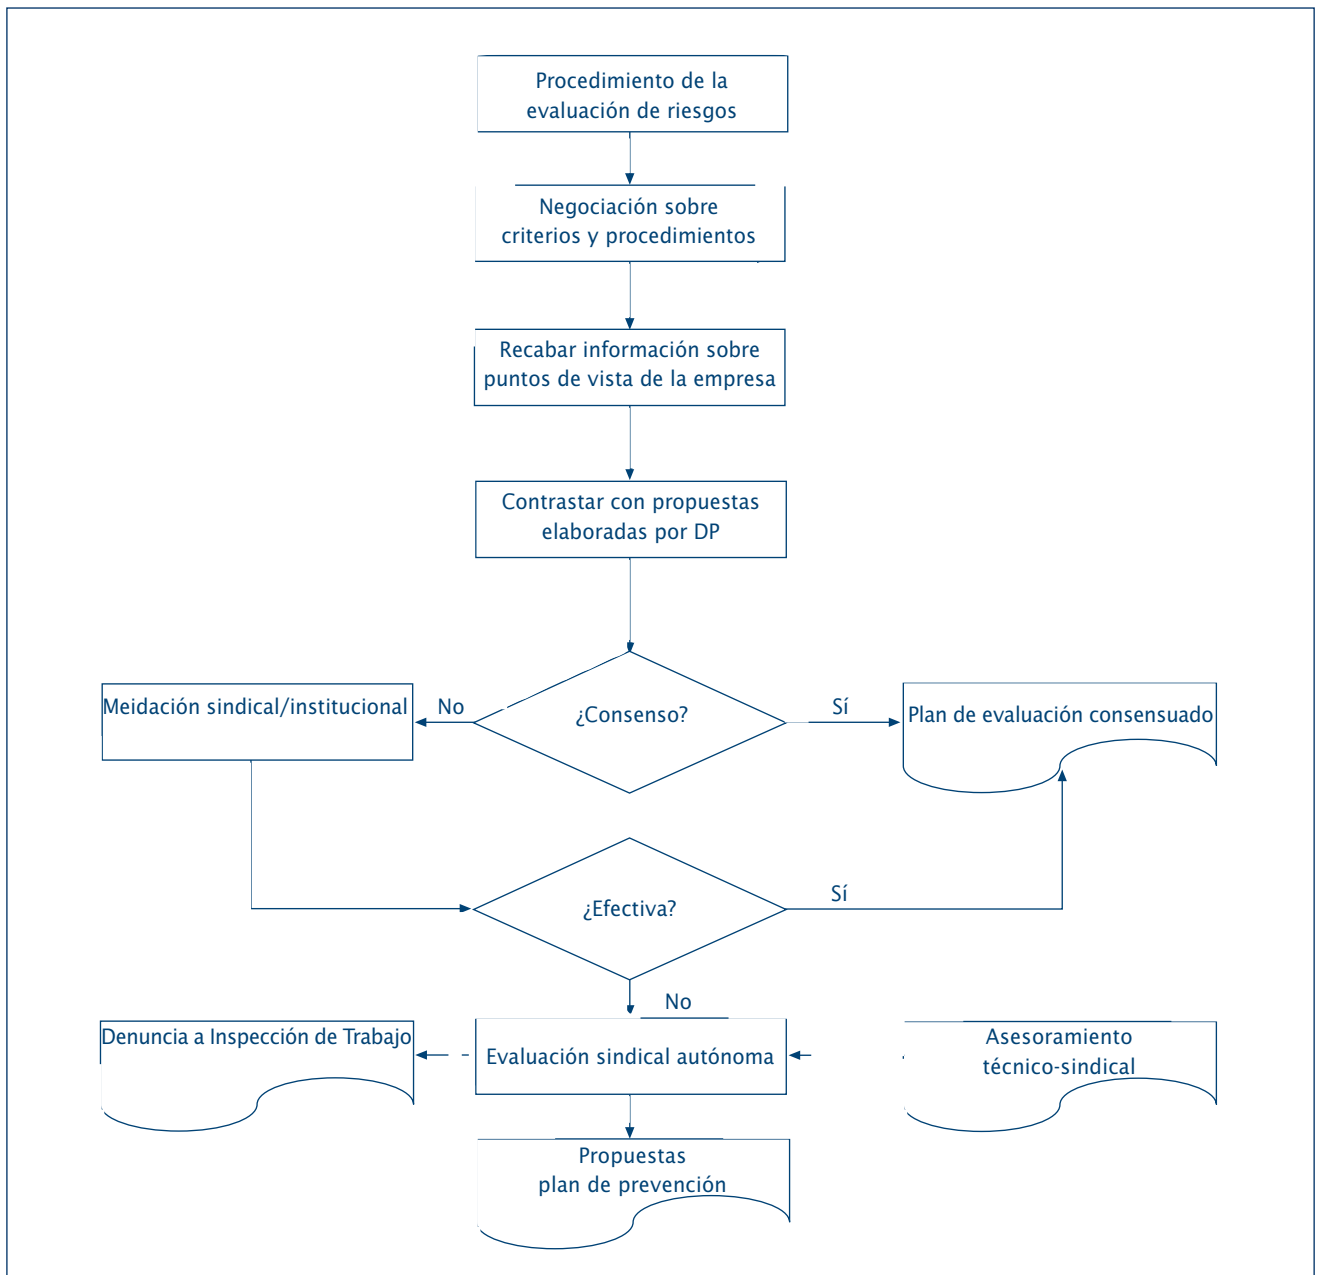 Procedimiento de la
evaluación de riesgos
Negociación sobre
criterios y procedimientos
Recabar información sobre
puntos de vista de la empresa
Contrastar con propuestas
elaboradas por DP
Meidación sindical/institucional
No
¿Consenso?
Sí
Plan de evaluación consensuado
¿Efectiva?
Sí
No
Denuncia a Inspección de Trabajo
Evaluación sindical autónoma
Asesoramiento
técnico-sindical
Propuestas
plan de prevención